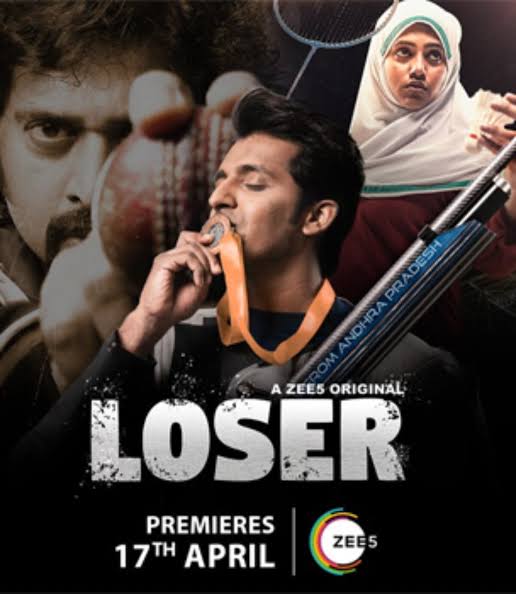 FROM ANDHRA PRADESH
A ZEE5 ORIGINAL
LOSER
PREMIERES
17TH APRIL
ZEE5